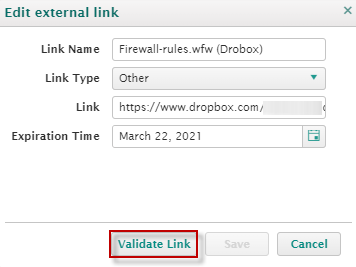 Edit external link
Link Name Firewall-rules.wfw (Drobox)
Link Type Other
Link https://www.dropbox.com/
Expiration Time March 22, 2021
Validate Link Save Cancel